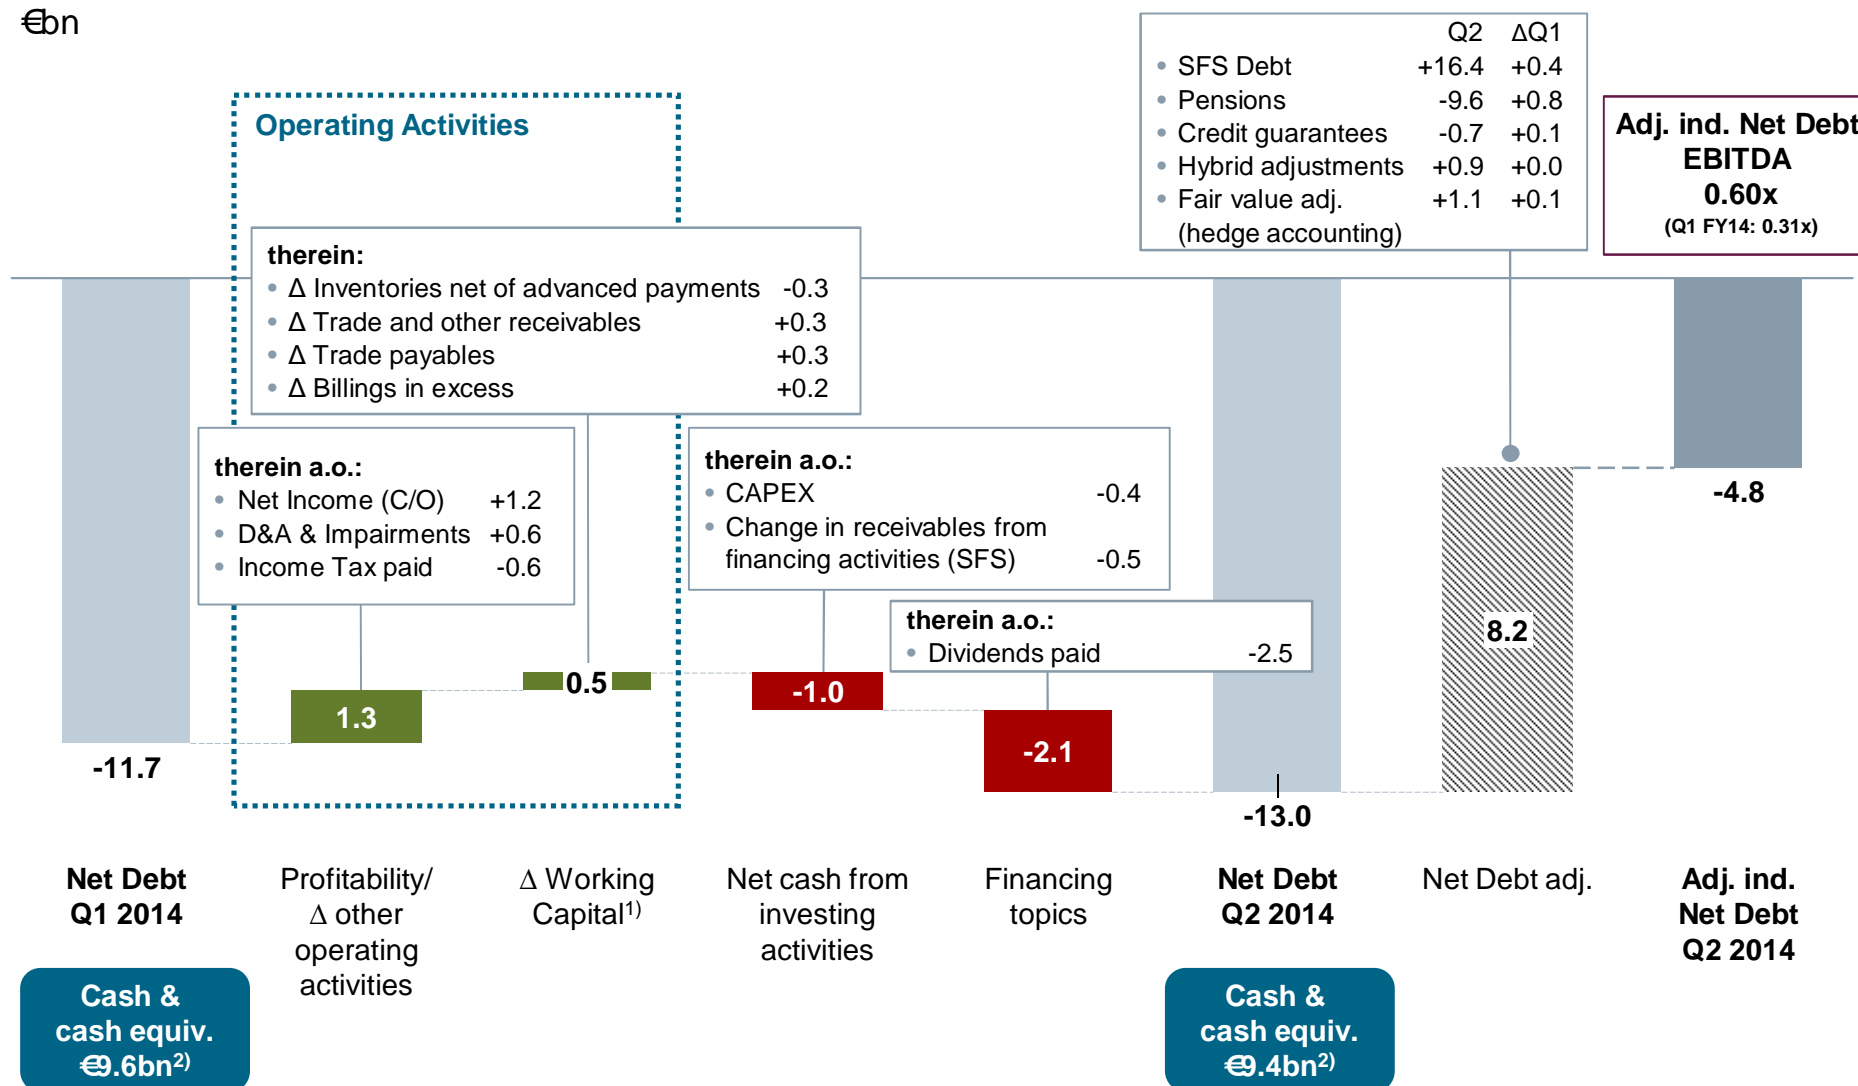 €bn
Q2 ΔQ1
• SFS Debt +16.4 +0.4
• Pensions -9.6 +0.8
• Credit guarantees -0.7 +0.1
• Hybrid adjustments +0.9 +0.0
• Fair value adj. +1.1 +0.1
(hedge accounting)
Adj. ind. Net Debt
EBITDA
0.60x
(Q1 FY14: 0.31x)
Operating Activities
therein:
• Δ Inventories net of advanced payments -0.3
• Δ Trade and other receivables +0.3
• Δ Trade payables +0.3
• Δ Billings in excess +0.2
therein a.o.:
• Net Income (C/O) +1.2
• D&A & Impairments +0.6
• Income Tax paid -0.6
therein a.o.:
• CAPEX -0.4
• Change in receivables from
financing activities (SFS) -0.5
therein a.o.:
• Dividends paid -2.5
-11.7
1.3
0.5
-1.0
-2.1
-13.0
8.2
-4.8
Net Debt
Q1 2014
Profitability/
Δ other
operating
activities
Δ Working
Capital1)
Net cash from
investing
activities
Financing
topics
Net Debt
Q2 2014
Net Debt adj.
Adj. ind.
Net Debt
Q2 2014
Cash &
cash equiv.
€9.6bn2)
Cash &
cash equiv.
€9.4bn2)